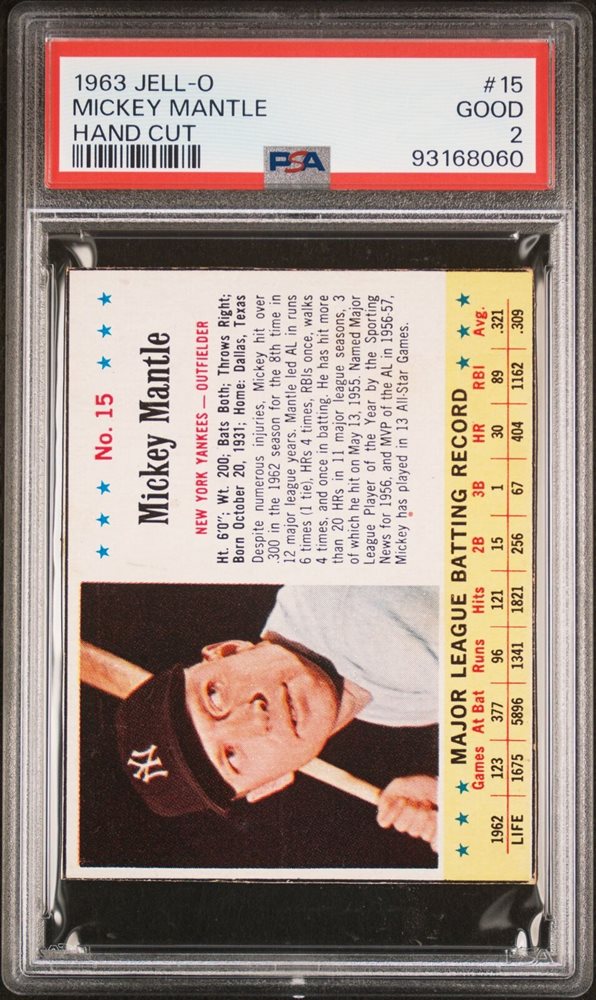 1963 JELL-O #15
MICKEY MANTLE GOOD
HAND CUT 2
PSA 93168060
★ ★ ★ No. 15 ★ ★ ★
Mickey Mantle
NEW YORK YANKEES — OUTFIELDER
Ht. 6'0"; Wt. 200; Bats Both; Throws Right;
Born October 20, 1931; Home: Dallas, Texas
Despite numerous injuries, Mickey hit over
.300 in the 1962 season for the 8th time in
12 major league years. Mantle led AL in runs
6 times (1 tie), HRs 4 times, RBIs once, walks
4 times, and once in batting. He has hit more
than 20 HRs in 11 major league seasons, 3
of which he hit on May 13, 1955. Named Major
League Player of the Year by the Sporting
News for 1956, and MVP of the AL in 1956-57,
Mickey has played in 13 All-Star Games.
NY
★ ★ ★ MAJOR LEAGUE BATTING RECORD ★ ★ ★
Games At Bat Runs Hits 2B 3B HR RBI Avg.
1962 123 377 96 121 15 1 30 89 .321
LIFE 1675 5896 1341 1821 256 67 404 1162 .309